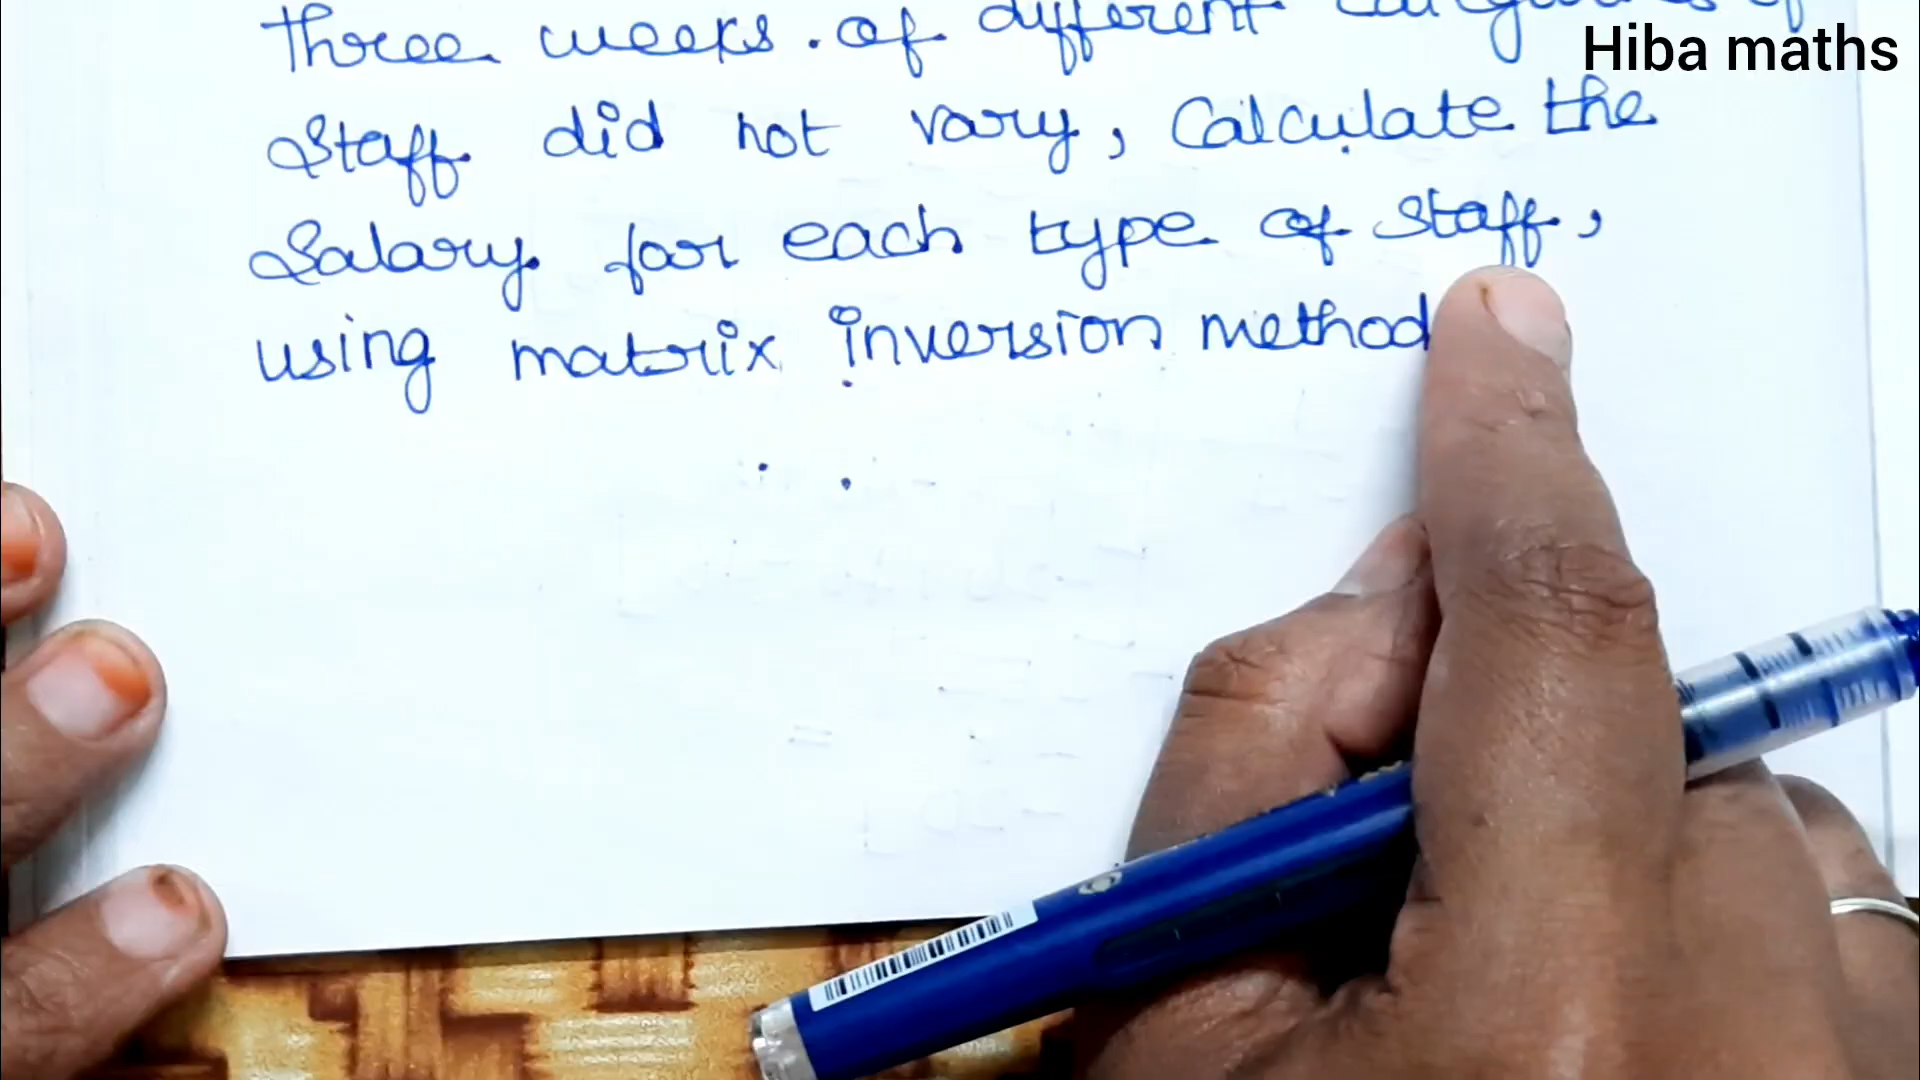 three weeks. of different
Hiba maths
Staff did not vary, Calculate the
Salary for each type of staff,
using matrix inversion method